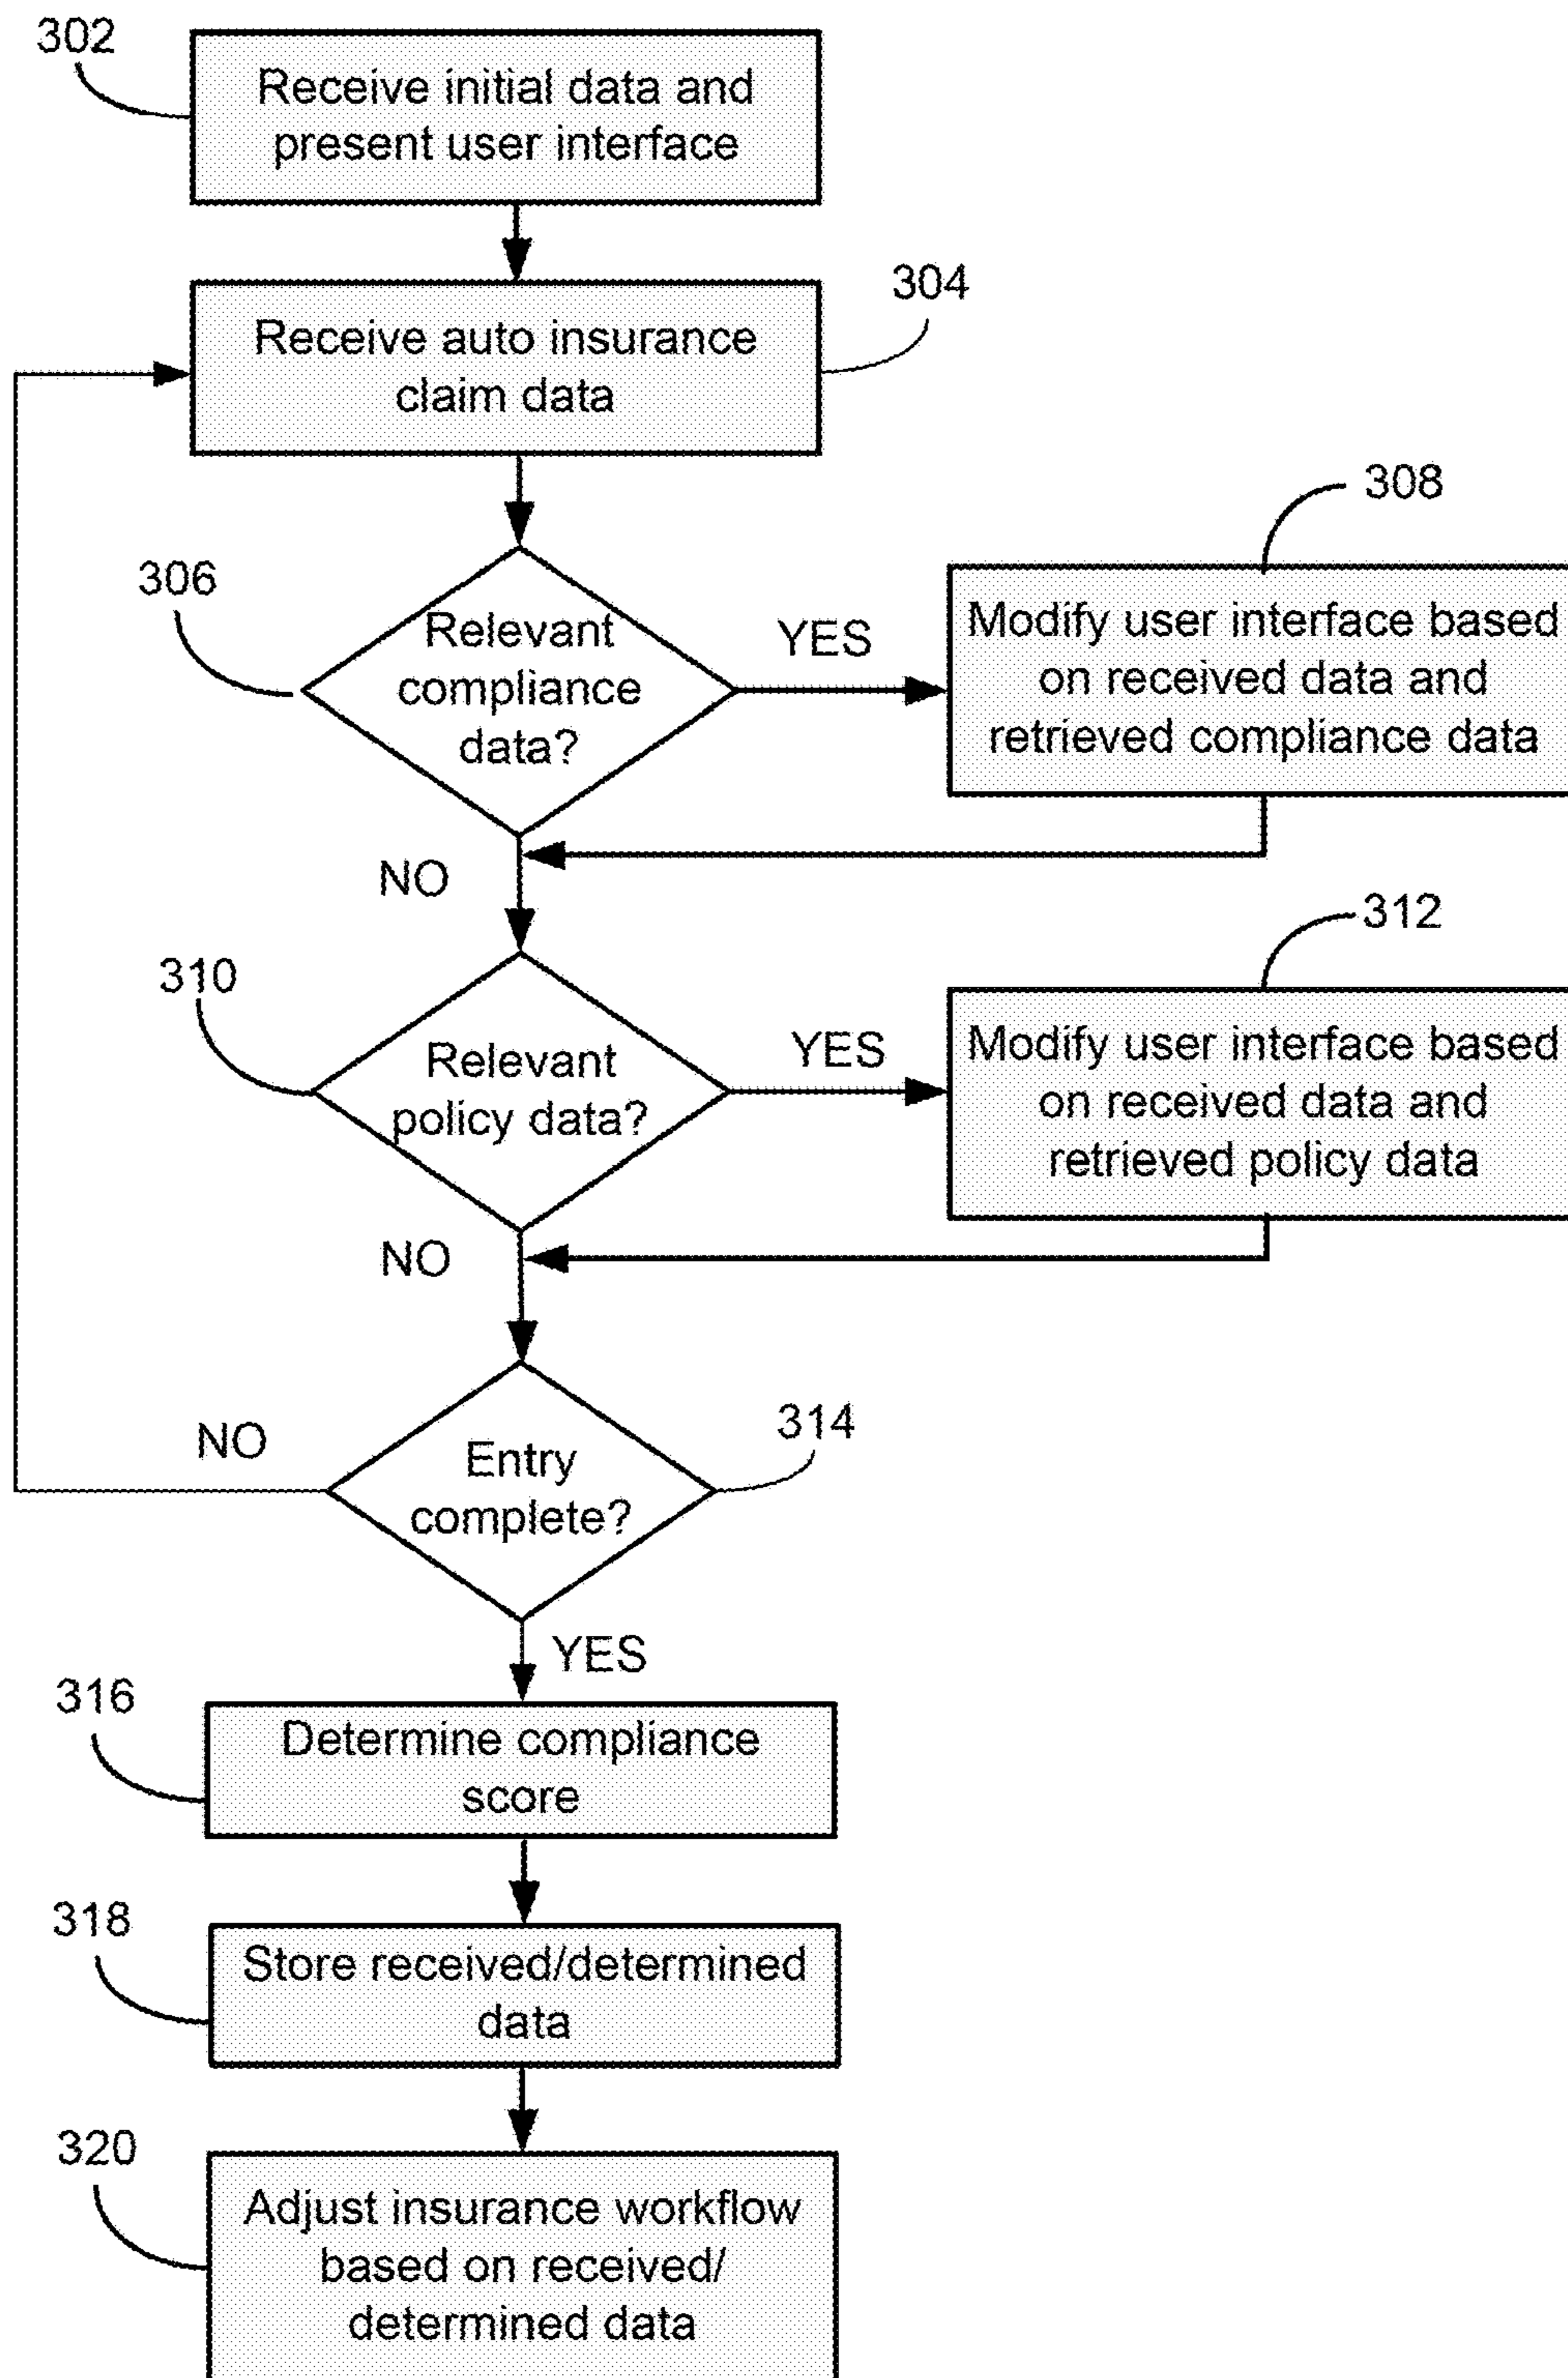 302
Receive initial data and
present user interface
304
Receive auto insurance
claim data
306
Relevant
compliance
data?
YES
308
Modify user interface based
on received data and
retrieved compliance data
NO
310
Relevant
policy data?
YES
312
Modify user interface based
on received data and
retrieved policy data
NO
314
Entry
complete?
NO
YES
316
Determine compliance
score
318
Store received/determined
data
320
Adjust insurance workflow
based on received/
determined data